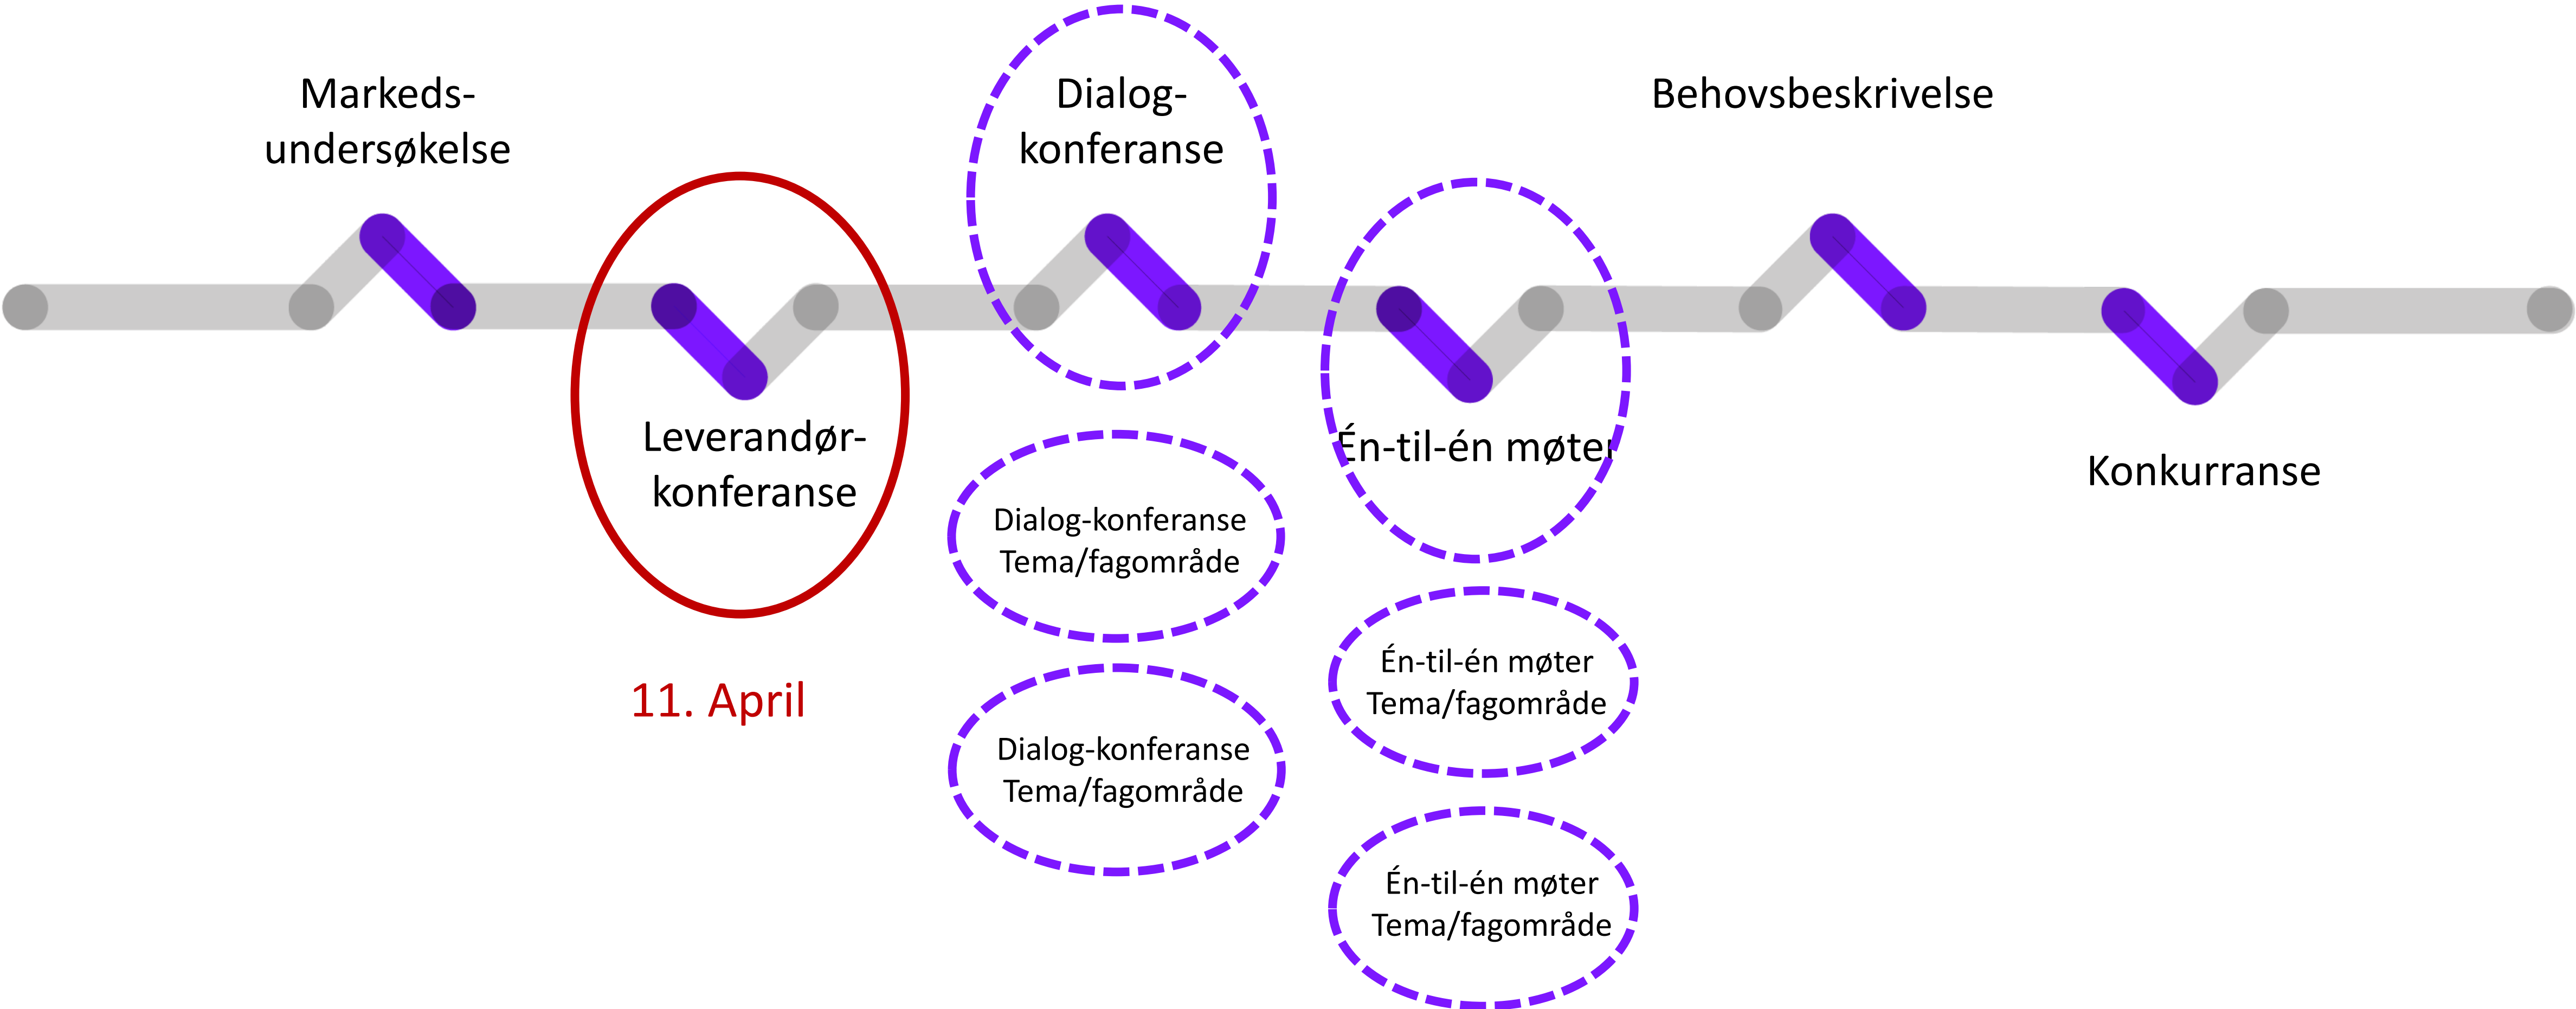 Markeds-
undersøkelse
Leverandør-
konferanse
11. April
Dialog-
konferanse
Dialog-konferanse
Tema/fagområde
Dialog-konferanse
Tema/fagområde
Én-til-én møter
Én-til-én møter
Tema/fagområde
Én-til-én møter
Tema/fagområde
Behovsbeskrivelse
Konkurranse